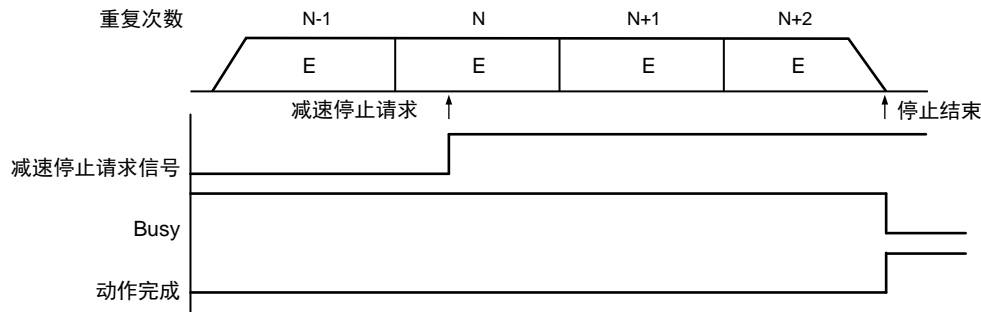 重复次数 N-1 N N+1 N+2
E E E E
减速停止请求 停止结束
减速停止请求信号
Busy
动作完成